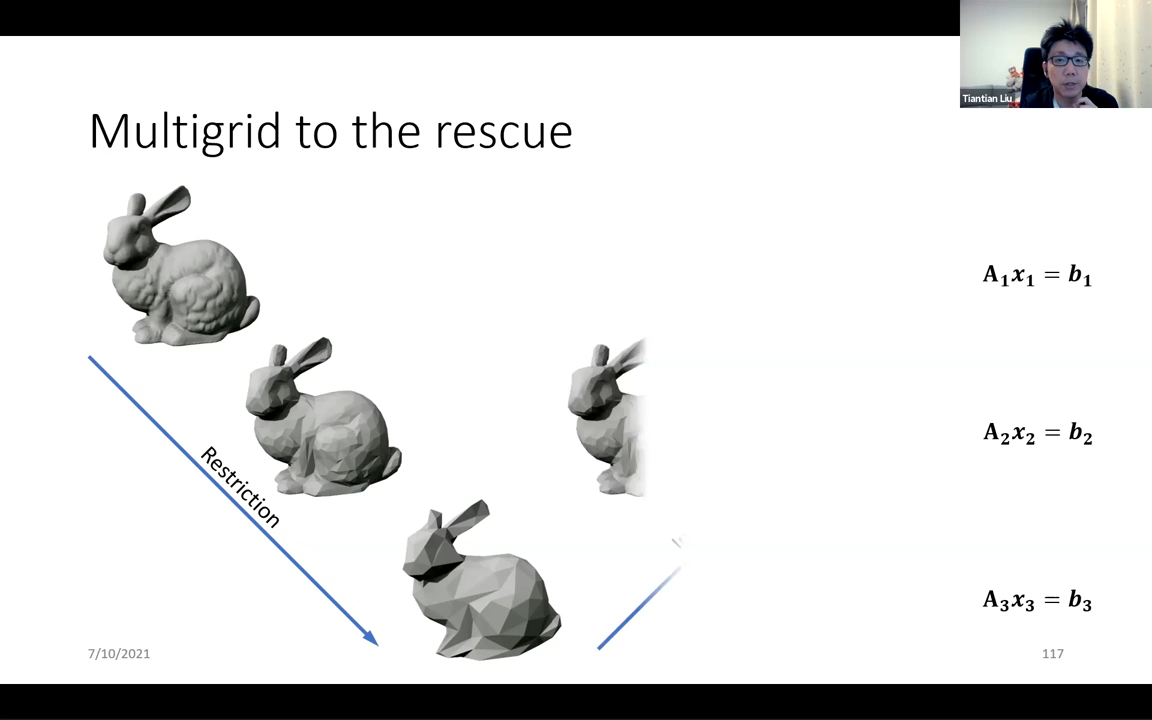 Tiantian Liu
Multigrid to the rescue
A₁x₁ = b₁
A₂x₂ = b₂
Restriction
A₃x₃ = b₃
7/10/2021
117